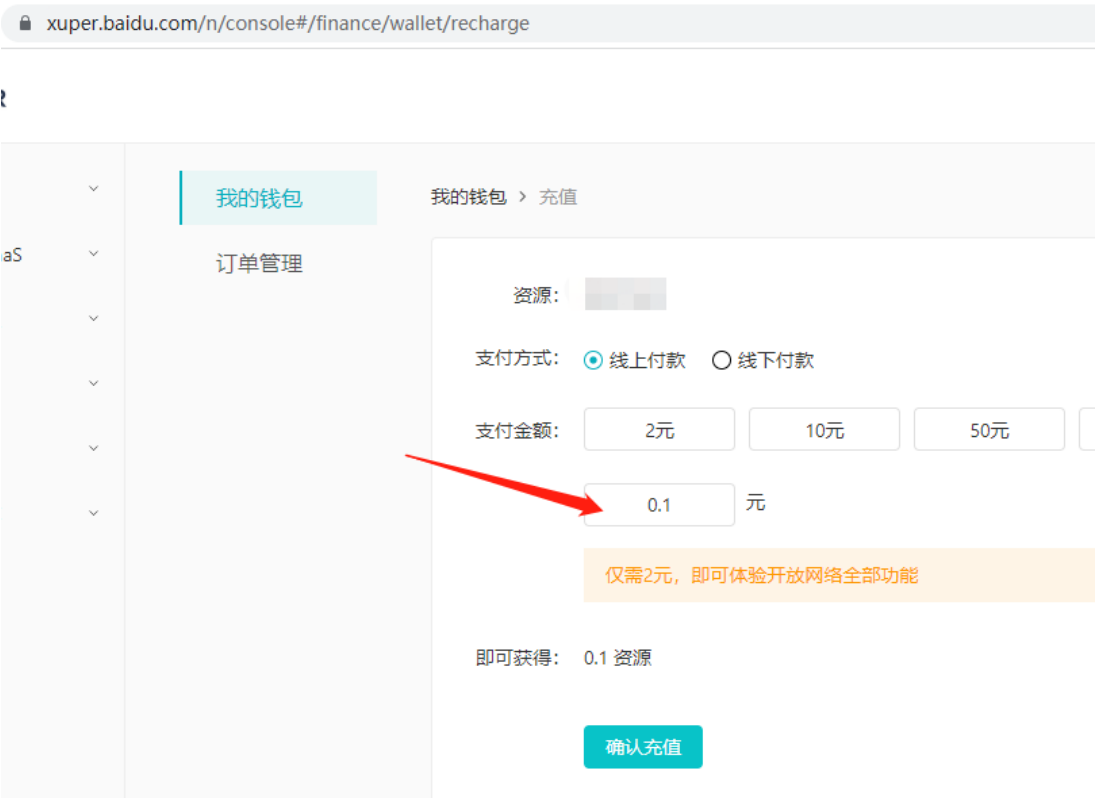 xuper.baidu.com/n/console#/finance/wallet/recharge
R
我的钱包
我的钱包 > 充值
aS
订单管理
资源：
支付方式： 线上付款 线下付款
支付金额： 2元 10元 50元
0.1 元
仅需2元，即可体验开放网络全部功能
即可获得： 0.1 资源
确认充值